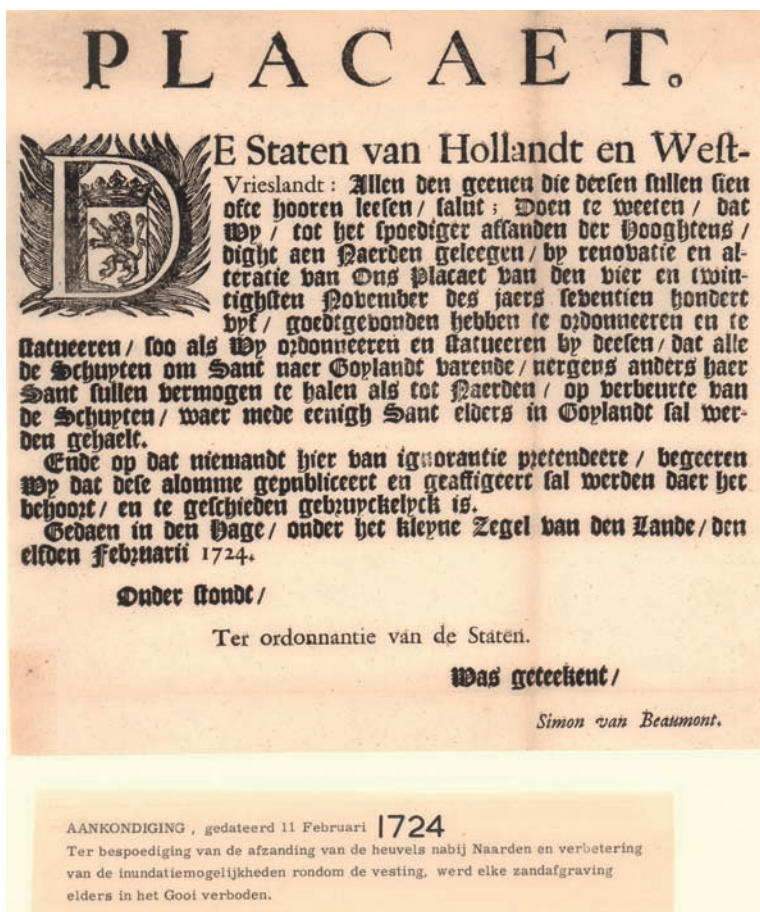 PLACAET.
DE Staten van Hollandt en West-
Vrieslandt: Allen den geenen die deesen sullen sien
ofte hooren leesen/ salut; Doen te weeten/ dat
Wy/ tot het spoediger afsanden der Hooghtens/
dight aen Naerden geleegen/ by renovatie en al-
teratie van Ons Placaet van den vier en twin-
tighsten November des jaers seventien hondert
vyf/ goedtgevonden hebben te ordonneeren en te
statueeren/ soo als Wy ordonneeren en statueeren by deesen/ dat alle
de Schuyten om Sant naer Goylandt varende/ nergens anders haer
Sant sullen vermogen te halen als tot Naerden/ op verbeurte van
de Schuyten/ waer mede eenigh Sant elders in Goylandt sal wer-
den gehaelt.
Ende op dat niemandt hier van ignorantie pretendeere/ begeeren
Wy dat dese alomme gepubliceert en geaffigeert sal werden daer het
behoort/ en te geschieden gebruyckelyck is.
Gedaen in den Hage/ onder het kleyne Zegel van den Lande/ den
elfden Februarii 1724.
Onder stondt/
Ter ordonnantie van de Staten.
Was geteekent/
Simon van Beaumont.
AANKONDIGING, gedateerd 11 Februari 1724
Ter bespoediging van de afzanding van de heuvels nabij Naarden en verbetering
van de inundatiemogelijkheden rondom de vesting, werd elke zandafgraving
elders in het Gooi verboden.